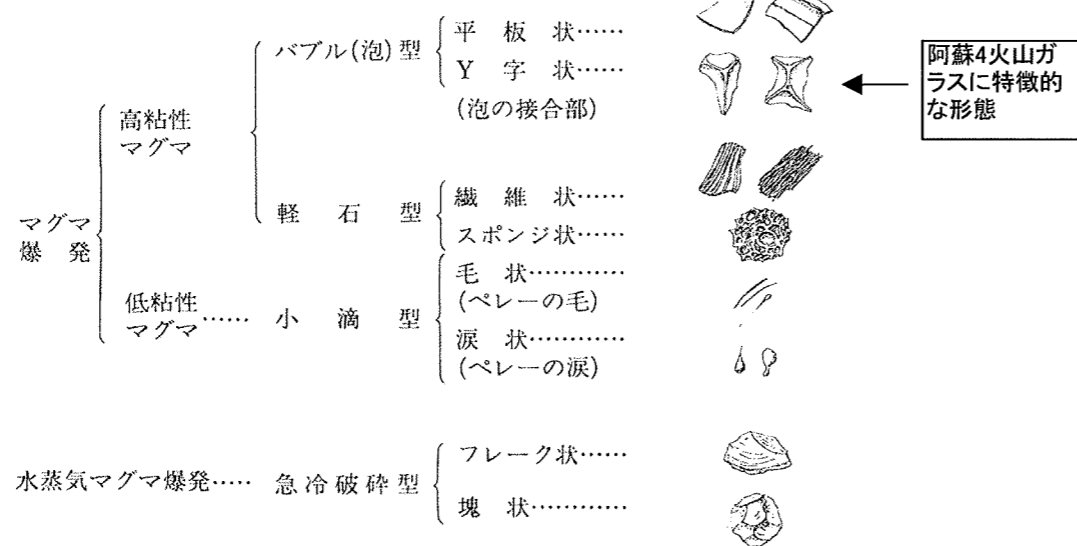 バブル(泡)型
平板状……
Y字状……
(泡の接合部)
阿蘇4火山ガ
ラスに特徴的
な形態
高粘性
マグマ
軽石型
繊維状……
スポンジ状……
マグマ
爆発
低粘性
マグマ……
小滴型
毛状…………
(ペレーの毛)
涙状…………
(ペレーの涙)
水蒸気マグマ爆発……
急冷破砕型
フレーク状……
塊状…………